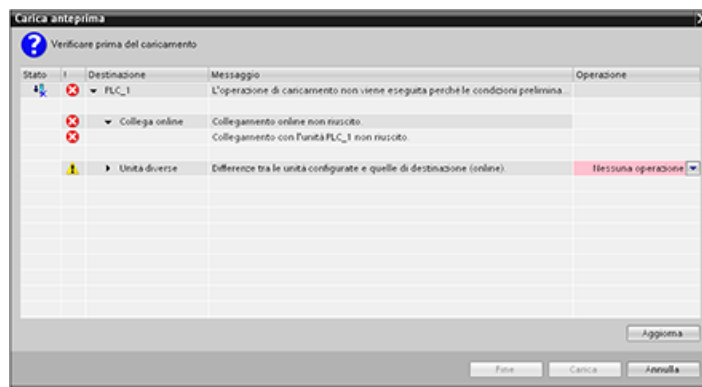 Carica anteprima
Verificare prima del caricamento
Stato ! Destinazione Messaggio Operazione
PLC_1 L'operazione di caricamento non viene eseguita perché le condizioni prelimina...
Collega online Collegamento online non riuscito.
Collegamento con l'unità PLC_1 non riuscito.
Unità diverse Differenze tra le unità configurate e quelle di destinazione (online). Nessuna operazione
Aggiorna
Fine Carica Annulla